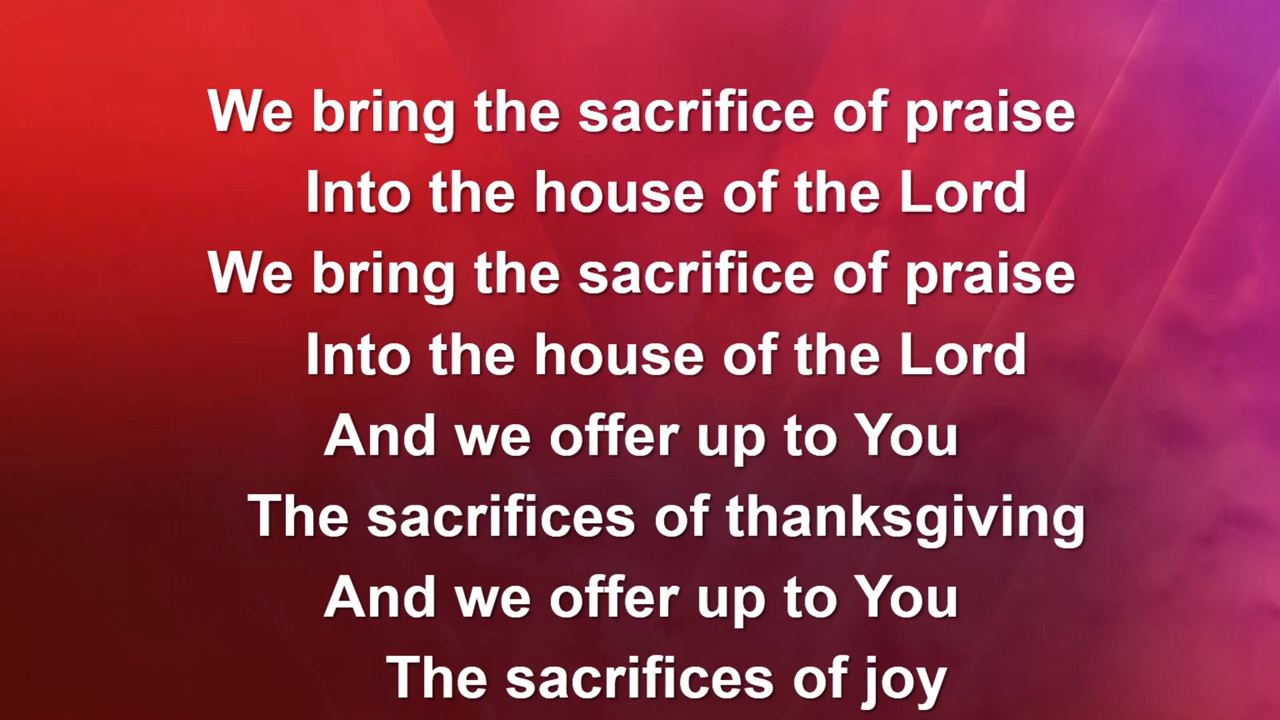 We bring the sacrifice of praise
Into the house of the Lord
We bring the sacrifice of praise
Into the house of the Lord
And we offer up to You
The sacrifices of thanksgiving
And we offer up to You
The sacrifices of joy